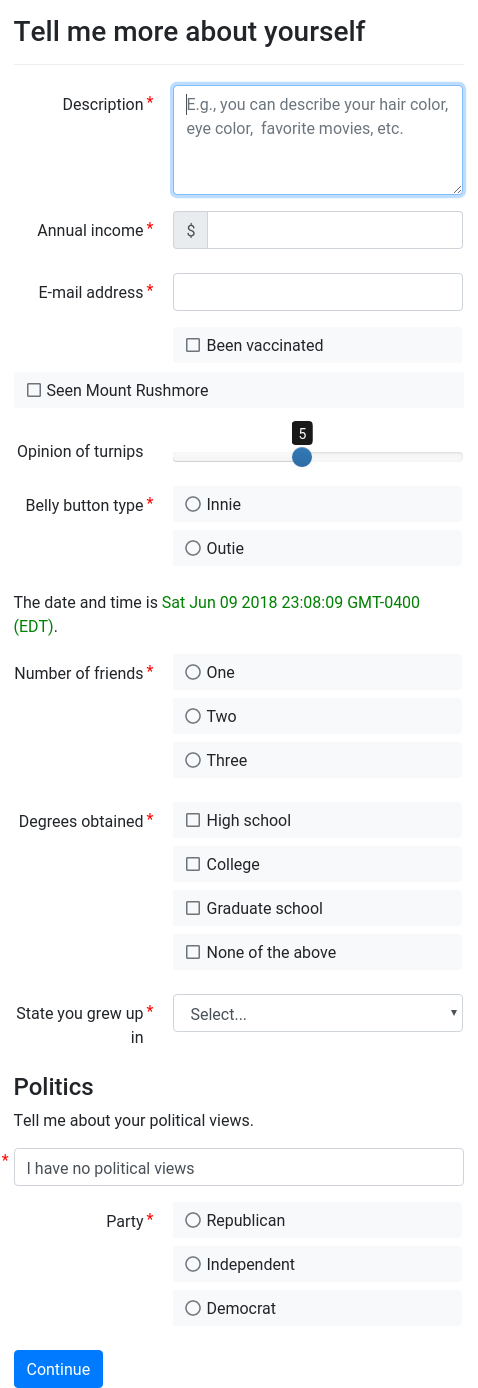 Tell me more about yourself
Description *
E.g., you can describe your hair color,
eye color,  favorite movies, etc.
Annual income *
$
E-mail address *
Been vaccinated
Seen Mount Rushmore
5
Opinion of turnips
Belly button type *
Innie
Outie
The date and time is Sat Jun 09 2018 23:08:09 GMT-0400
(EDT).
Number of friends *
One
Two
Three
Degrees obtained *
High school
College
Graduate school
None of the above
State you grew up *
in
Select...
Politics
Tell me about your political views.
*
I have no political views
Party *
Republican
Independent
Democrat
Continue